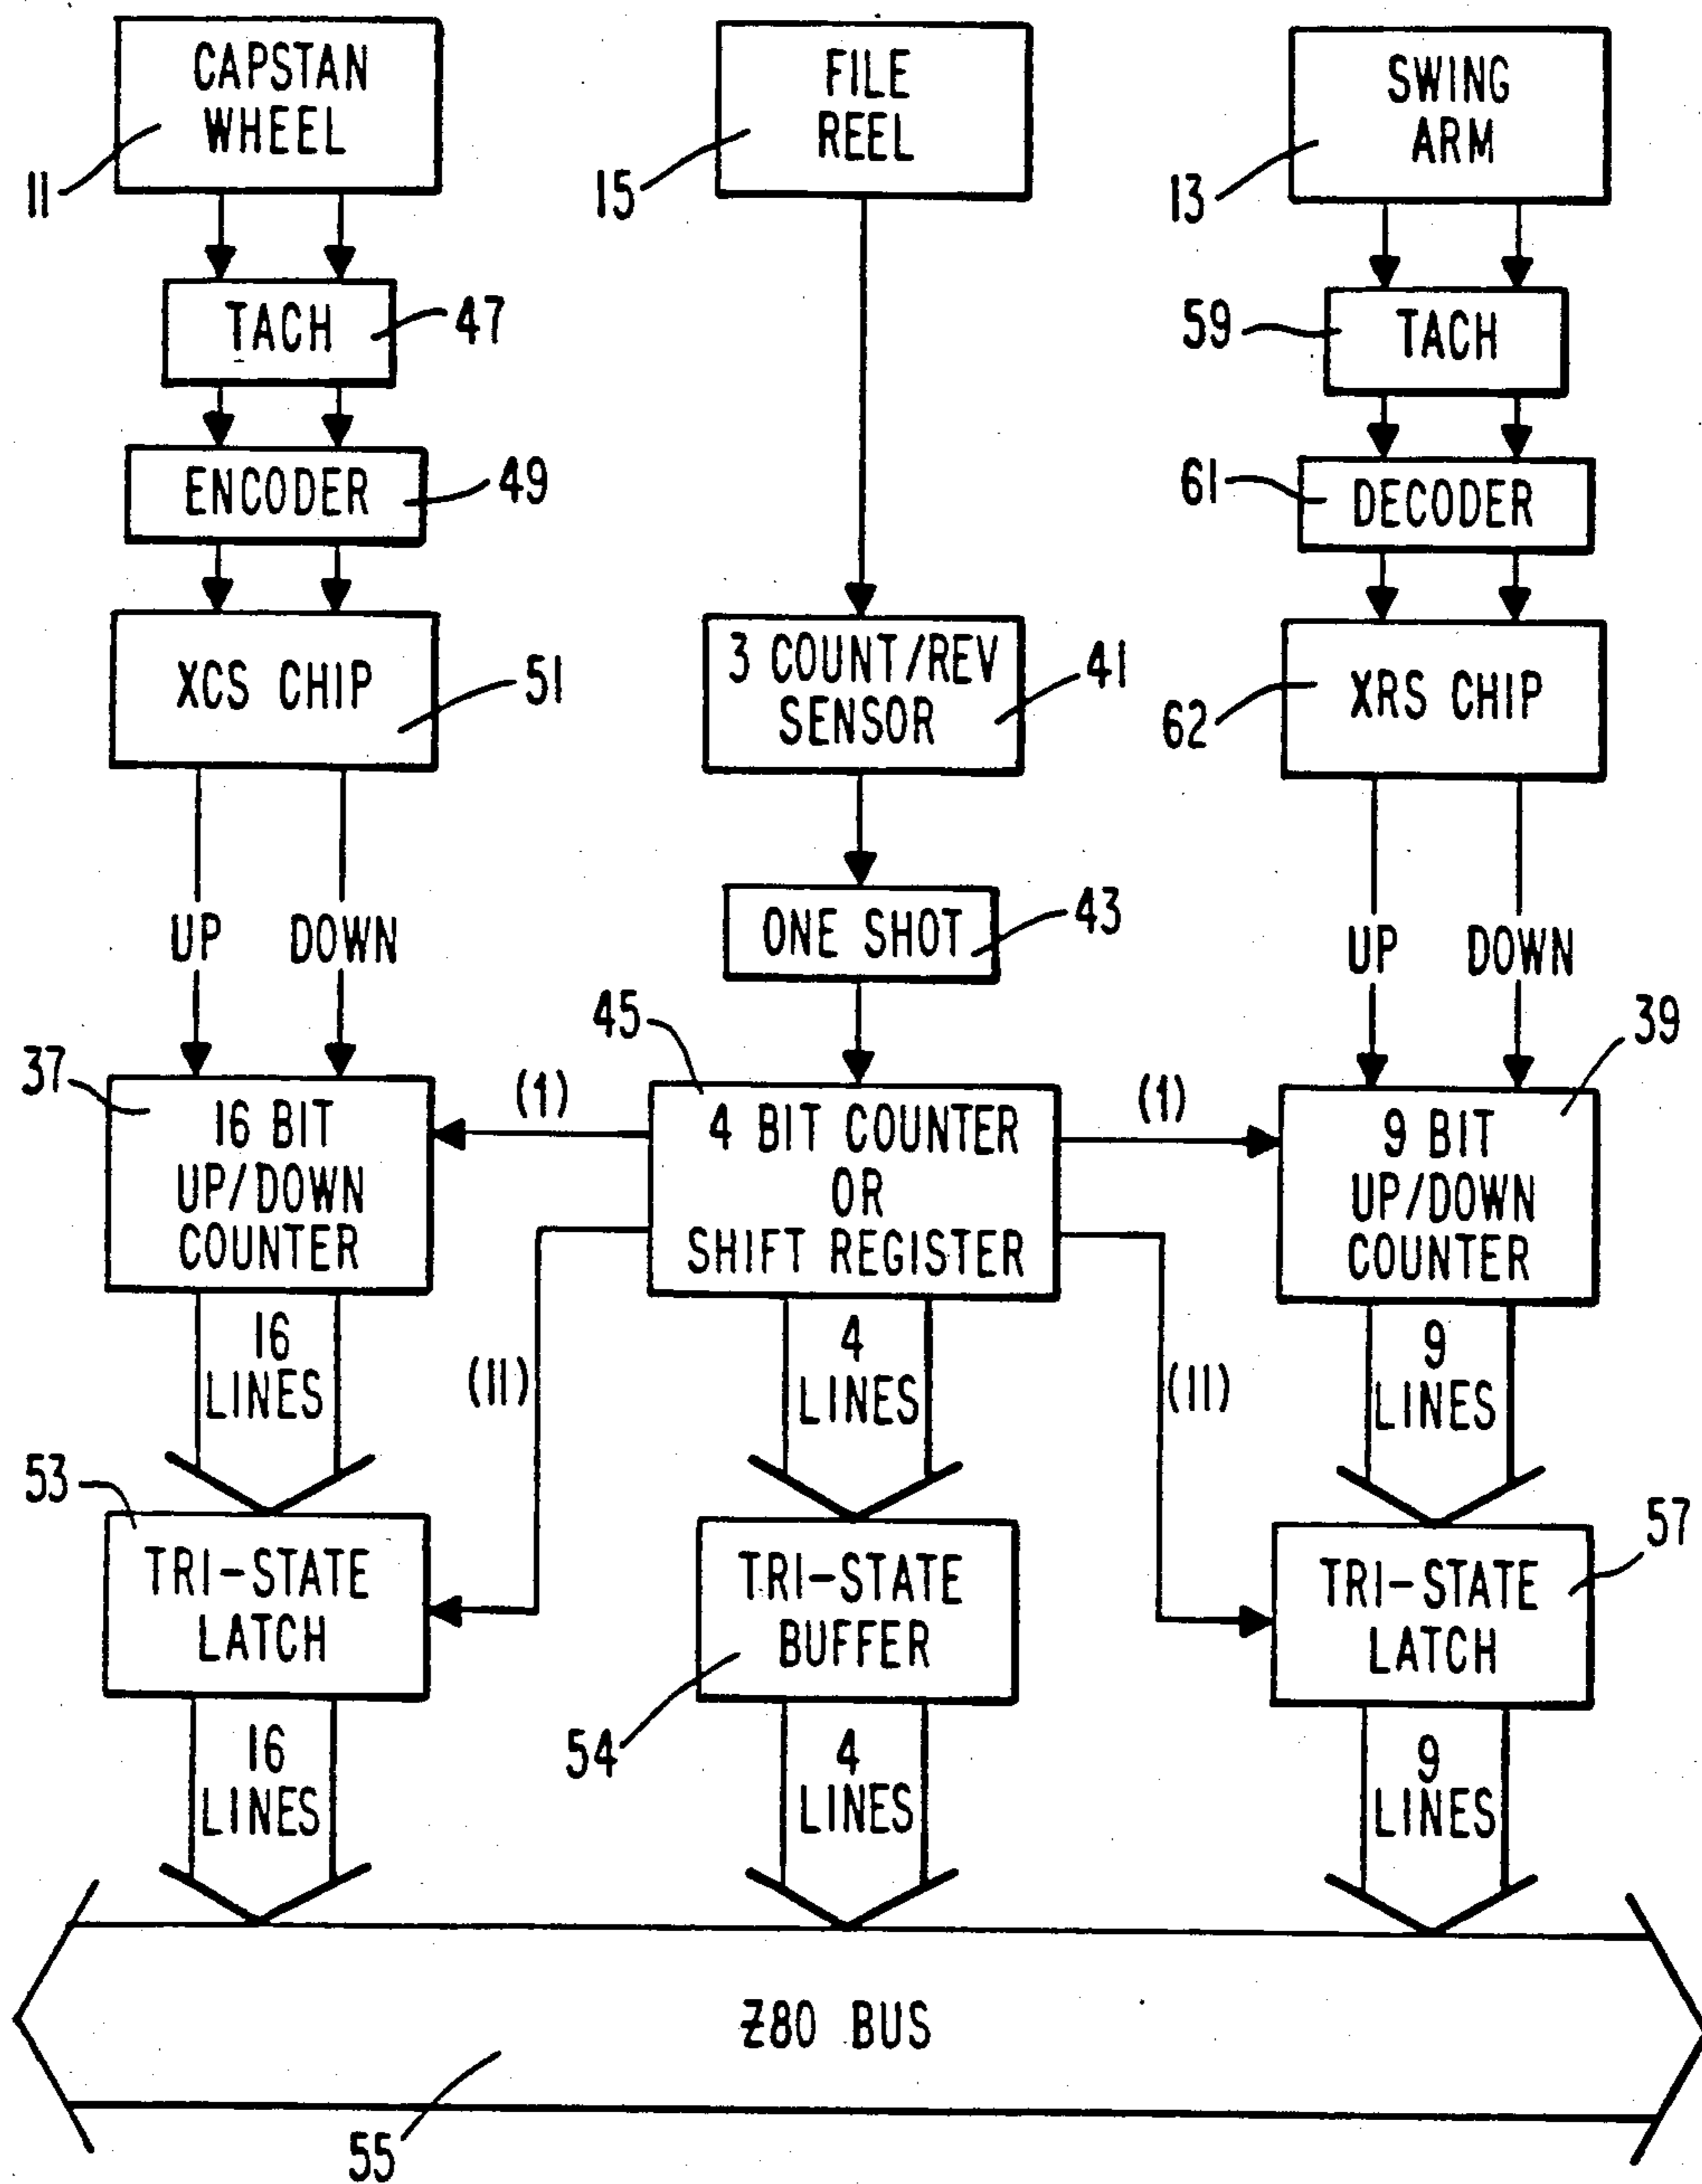 CAPSTAN
WHEEL
11
FILE
REEL
15
SWING
ARM
13
TACH
47
TACH
59
ENCODER
49
DECODER
61
XCS CHIP
51
3 COUNT/REV
SENSOR
41
XRS CHIP
62
UP DOWN
ONE SHOT
43
UP DOWN
37
16 BIT
UP/DOWN
COUNTER
(1)
45
4 BIT COUNTER
OR
SHIFT REGISTER
(1)
39
9 BIT
UP/DOWN
COUNTER
16
LINES
(11)
4
LINES
(11)
9
LINES
53
TRI-STATE
LATCH
TRI-STATE
BUFFER
54
57
TRI-STATE
LATCH
16
LINES
4
LINES
9
LINES
Z80 BUS
55